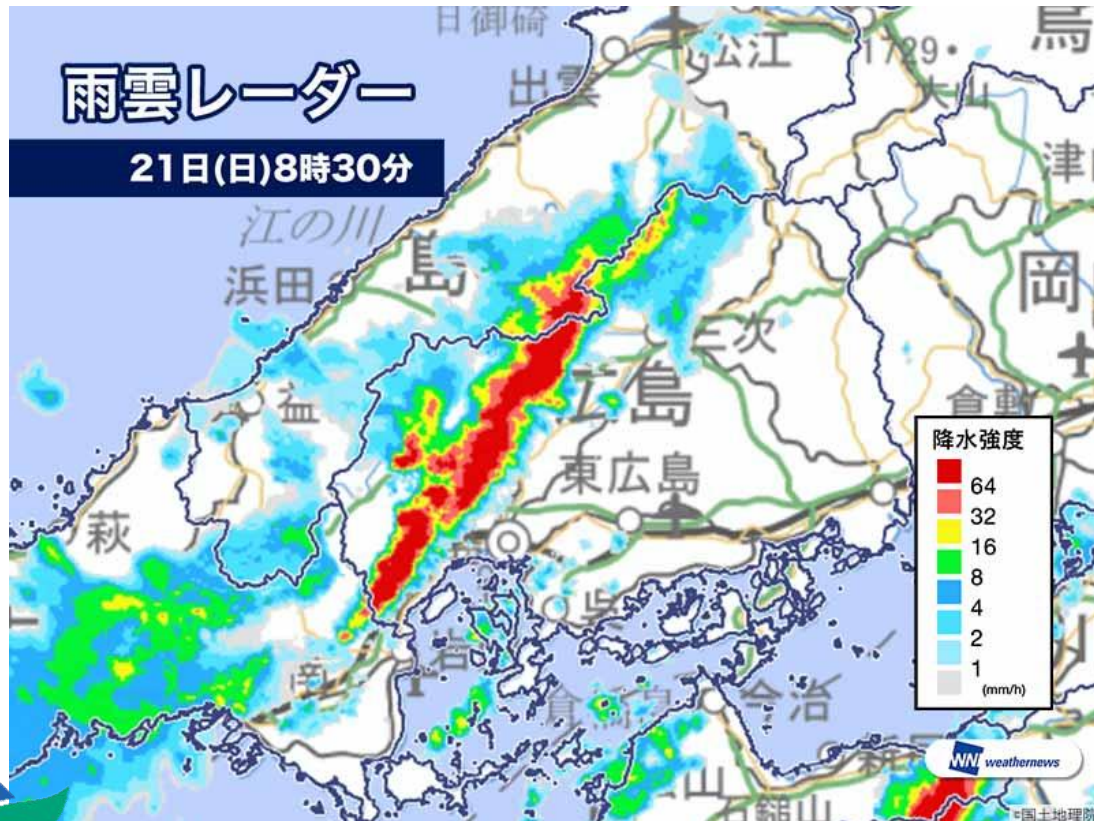 雨雲レーダー
21日(日)8時30分
日御碕
松江
出雲
1729・
大山
鳥
津
江の川
浜田
島
岡
三次
倉敷
益
広島
東広島
萩
呉
岩
今治
石鎚山
降水強度
64
32
16
8
4
2
1
(mm/h)
WN weathernews
©国土地理院